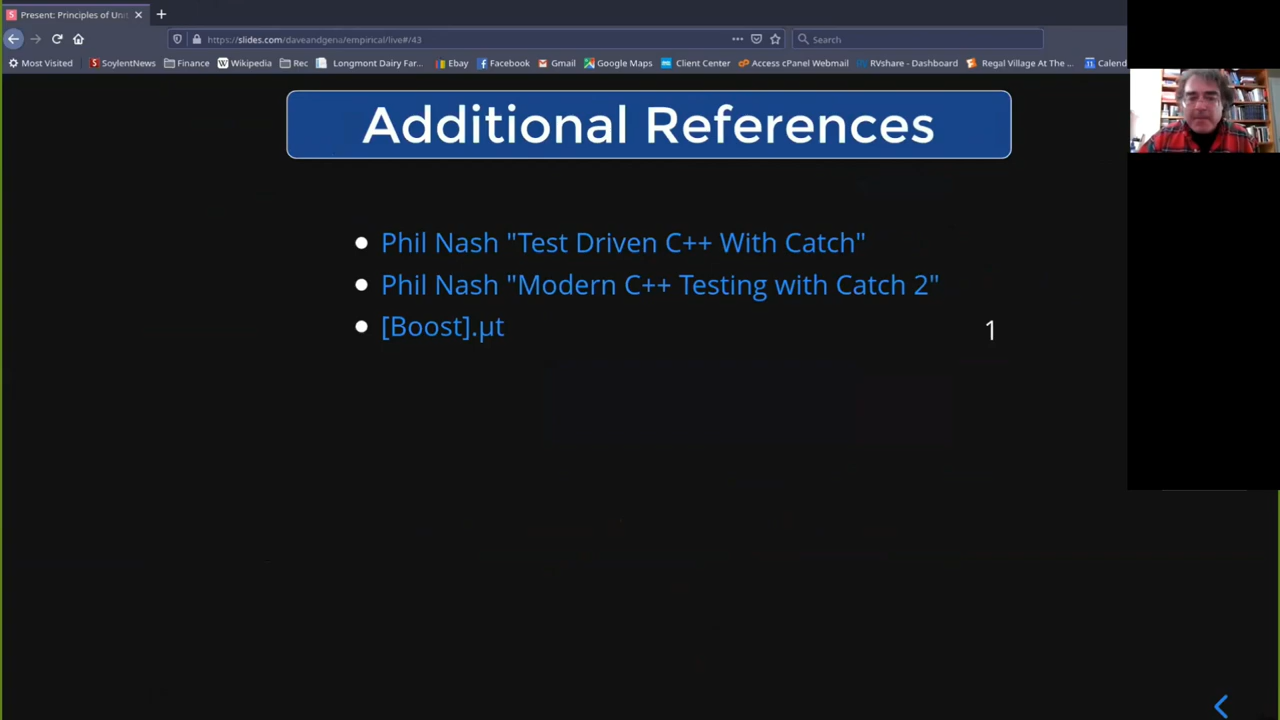 Present: Principles of Uni
https://slides.com/daveandgena/empirical/live#/43
Search
Most Visited
SoylentNews
Finance
Wikipedia
Rec
Longmont Dairy Far...
Ebay
Facebook
Gmail
Google Maps
Client Center
Access cPanel Webmail
RVshare - Dashboard
Regal Village At The ...
Calend
Additional References
Phil Nash "Test Driven C++ With Catch"
Phil Nash "Modern C++ Testing with Catch 2"
[Boost].μt
1